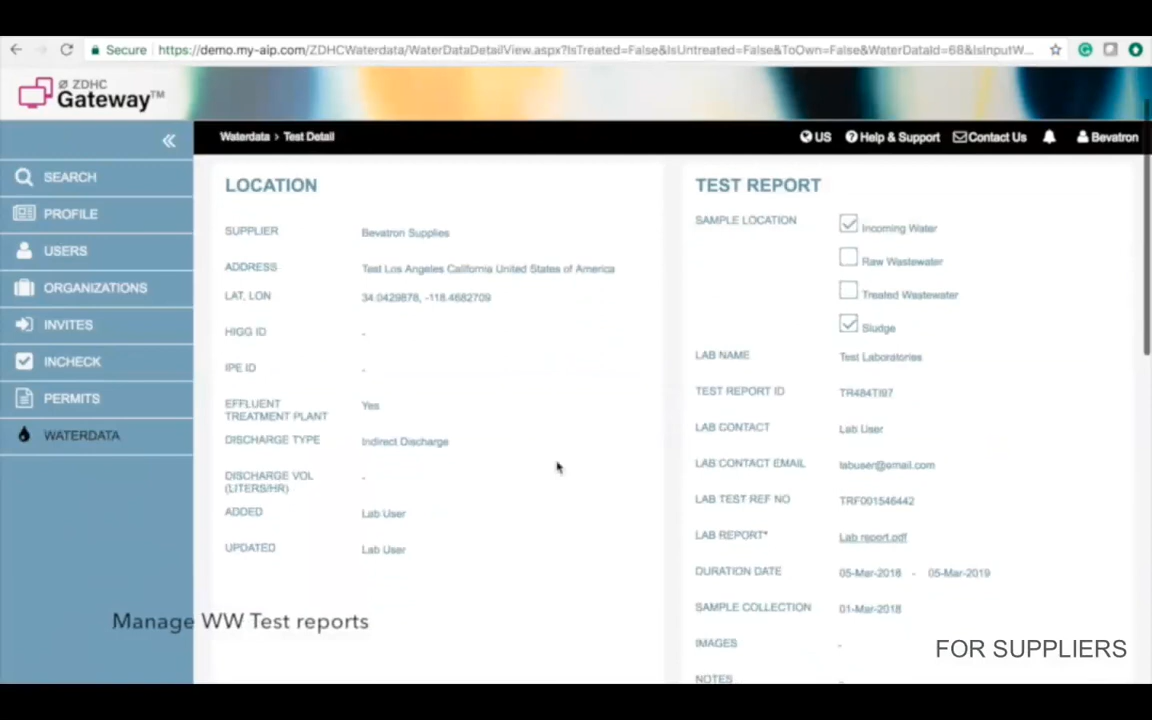 Secure https://demo.my-aip.com/ZDHCWaterdata/WaterDataDetailView.aspx?IsTreated=False&IsUntreated=False&ToOwn=False&WaterDataId=68&IsInputW...
Ø ZDHC
Gateway™
Waterdata > Test Detail
US
Help & Support
Contact Us
Bevatron
SEARCH
PROFILE
USERS
ORGANIZATIONS
INVITES
INCHECK
PERMITS
WATERDATA
LOCATION
SUPPLIER Bevatron Supplies
ADDRESS Test Los Angeles California United States of America
LAT, LON 34.0429878, -118.4682709
HIGG ID -
IPE ID -
EFFLUENT
TREATMENT PLANT Yes
DISCHARGE TYPE Indirect Discharge
DISCHARGE VOL
(LITERS/HR) -
ADDED Lab User
UPDATED Lab User
TEST REPORT
SAMPLE LOCATION Incoming Water
Raw Wastewater
Treated Wastewater
Sludge
LAB NAME Test Laboratories
TEST REPORT ID TR484TI97
LAB CONTACT Lab User
LAB CONTACT EMAIL labuser@email.com
LAB TEST REF NO TRF001546442
LAB REPORT* Lab report.pdf
DURATION DATE 05-Mar-2018 - 05-Mar-2019
SAMPLE COLLECTION 01-Mar-2018
IMAGES -
NOTES -
Manage WW Test reports
FOR SUPPLIERS